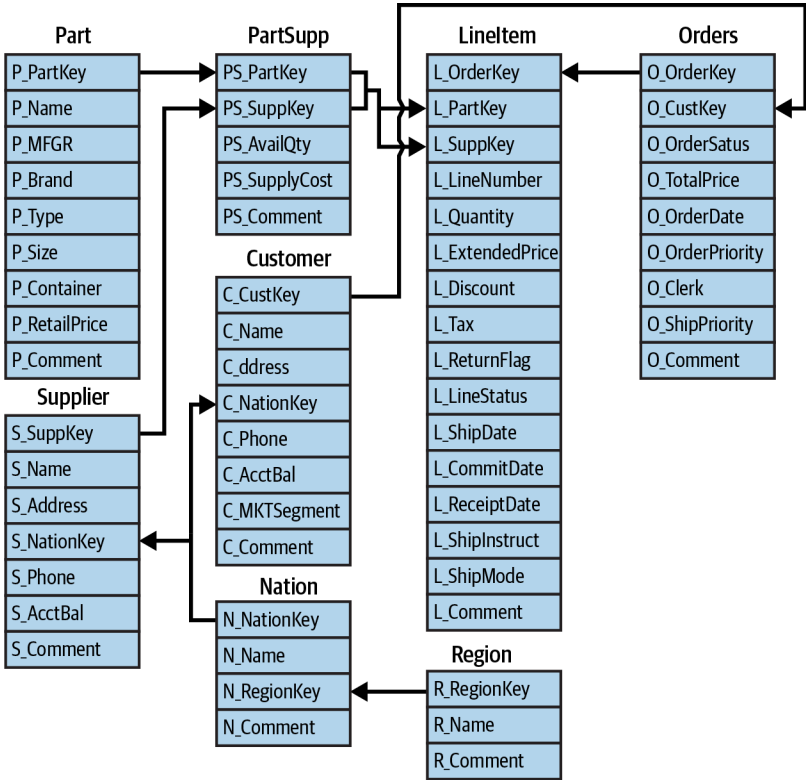 Part
P_PartKey
P_Name
P_MFGR
P_Brand
P_Type
P_Size
P_Container
P_RetailPrice
P_Comment
Supplier
S_SuppKey
S_Name
S_Address
S_NationKey
S_Phone
S_AcctBal
S_Comment
PartSupp
PS_PartKey
PS_SuppKey
PS_AvailQty
PS_SupplyCost
PS_Comment
Customer
C_CustKey
C_Name
C_ddress
C_NationKey
C_Phone
C_AcctBal
C_MKTSegment
C_Comment
Nation
N_NationKey
N_Name
N_RegionKey
N_Comment
LineItem
L_OrderKey
L_PartKey
L_SuppKey
L_LineNumber
L_Quantity
L_ExtendedPrice
L_Discount
L_Tax
L_ReturnFlag
L_LineStatus
L_ShipDate
L_CommitDate
L_ReceiptDate
L_ShipInstruct
L_ShipMode
L_Comment
Region
R_RegionKey
R_Name
R_Comment
Orders
O_OrderKey
O_CustKey
O_OrderSatus
O_TotalPrice
O_OrderDate
O_OrderPriority
O_Clerk
O_ShipPriority
O_Comment